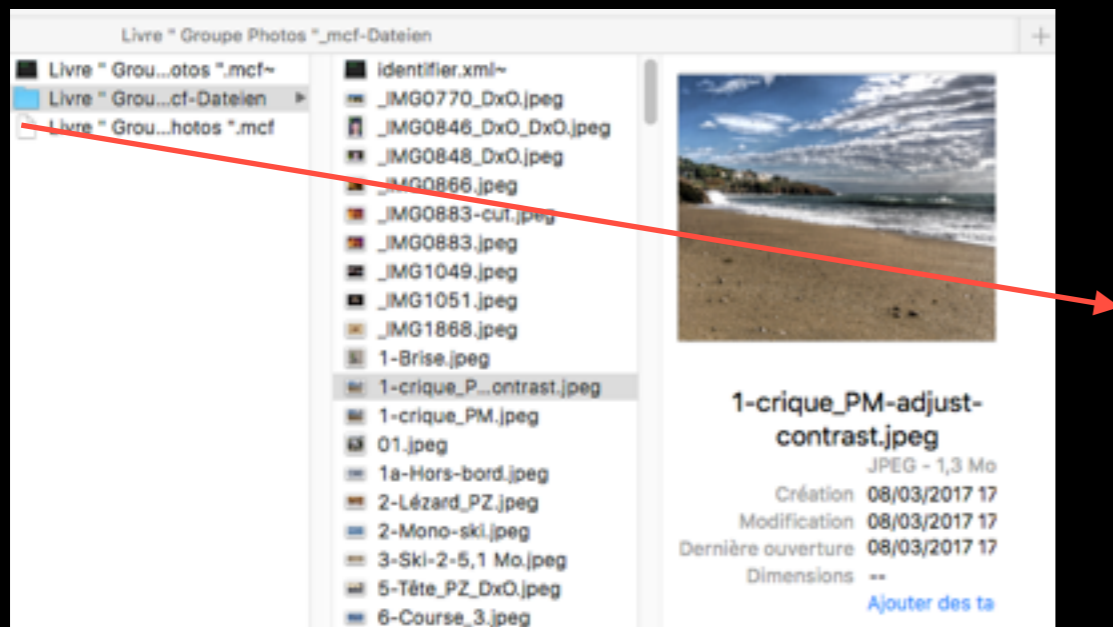 Livre " Groupe Photos "_mcf-Dateien
Livre " Grou...otos ".mcf~
Livre " Grou...cf-Dateien
Livre " Grou...hotos ".mcf
identifier.xml~
_IMG0770_DxO.jpeg
_IMG0846_DxO_DxO.jpeg
_IMG0848_DxO.jpeg
_IMG0866.jpeg
_IMG0883-cut.jpeg
_IMG0883.jpeg
_IMG1049.jpeg
_IMG1051.jpeg
_IMG1868.jpeg
1-Brise.jpeg
1-crique_P...ontrast.jpeg
1-crique_PM.jpeg
01.jpeg
1a-Hors-bord.jpeg
2-Lézard_PZ.jpeg
2-Mono-ski.jpeg
3-Ski-2-5,1 Mo.jpeg
5-Tête_PZ_DxO.jpeg
6-Course_3.jpeg
1-crique_PM-adjust-
contrast.jpeg
JPEG - 1,3 Mo
Création 08/03/2017 17
Modification 08/03/2017 17
Dernière ouverture 08/03/2017 17
Dimensions --
Ajouter des ta